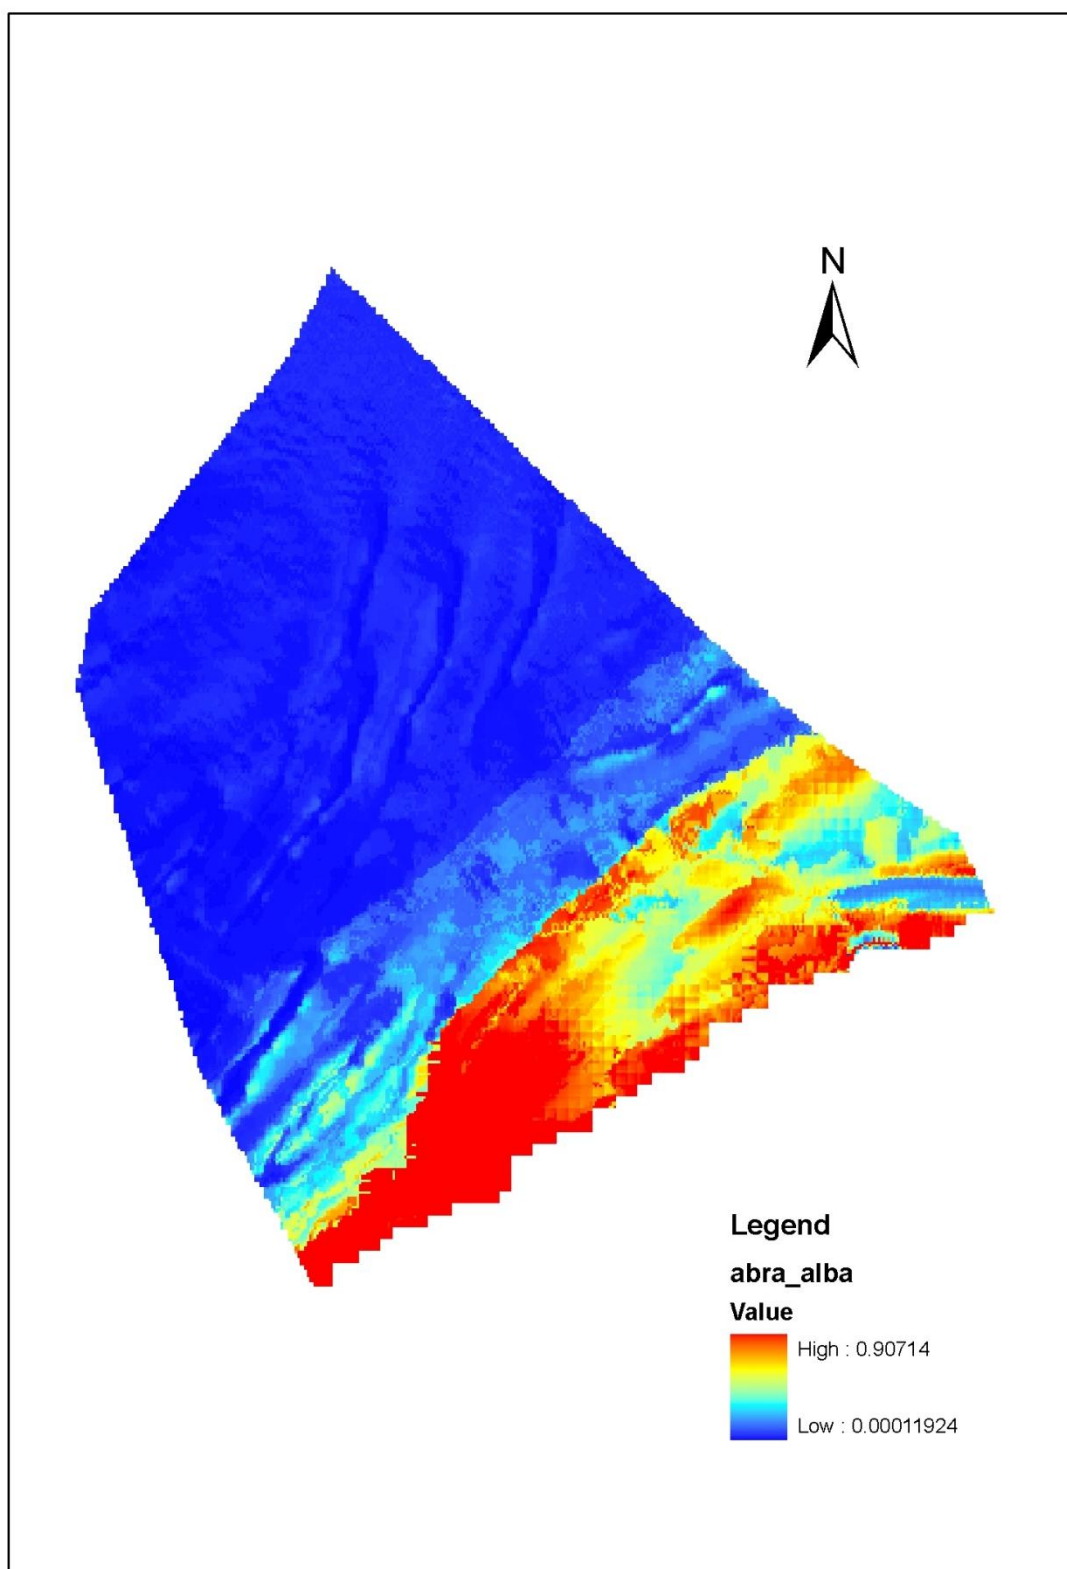 N
Legend
abra_alba
Value
High : 0.90714
Low : 0.00011924